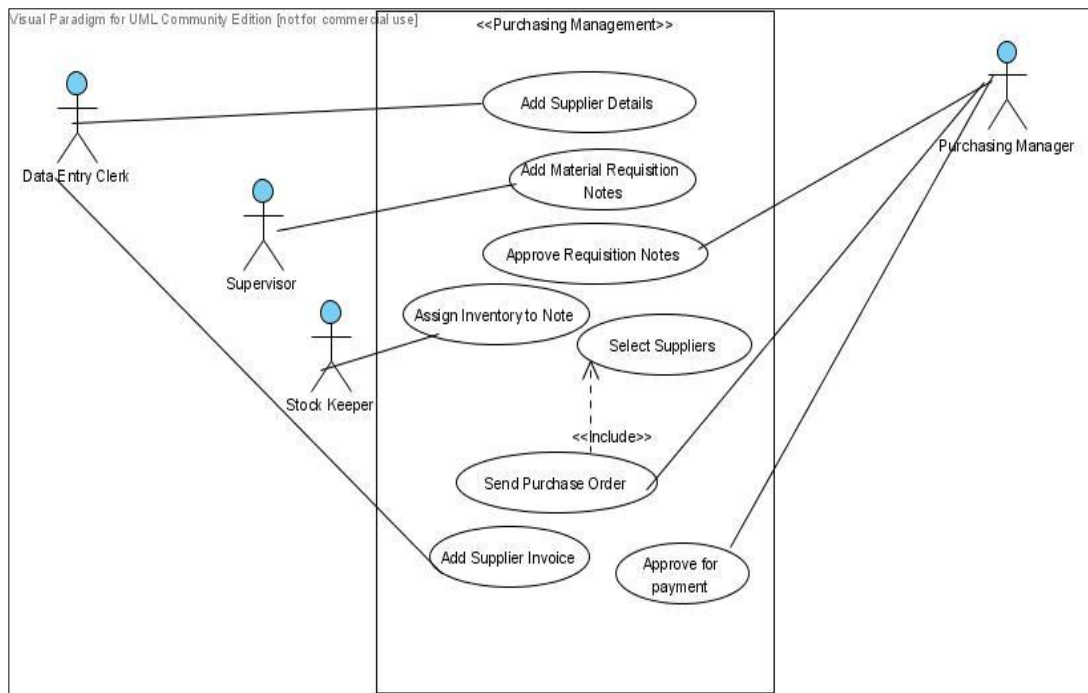 Visual Paradigm for UML Community Edition [not for commercial use]
<<Purchasing Management>>
Add Supplier Details
Purchasing Manager
Data Entry Clerk
Add Material Requisition
Notes
Supervisor
Approve Requisition Notes
Assign Inventory to Note
Select Suppliers
Stock Keeper
<<Include>>
Send Purchase Order
Add Supplier Invoice
Approve for
payment